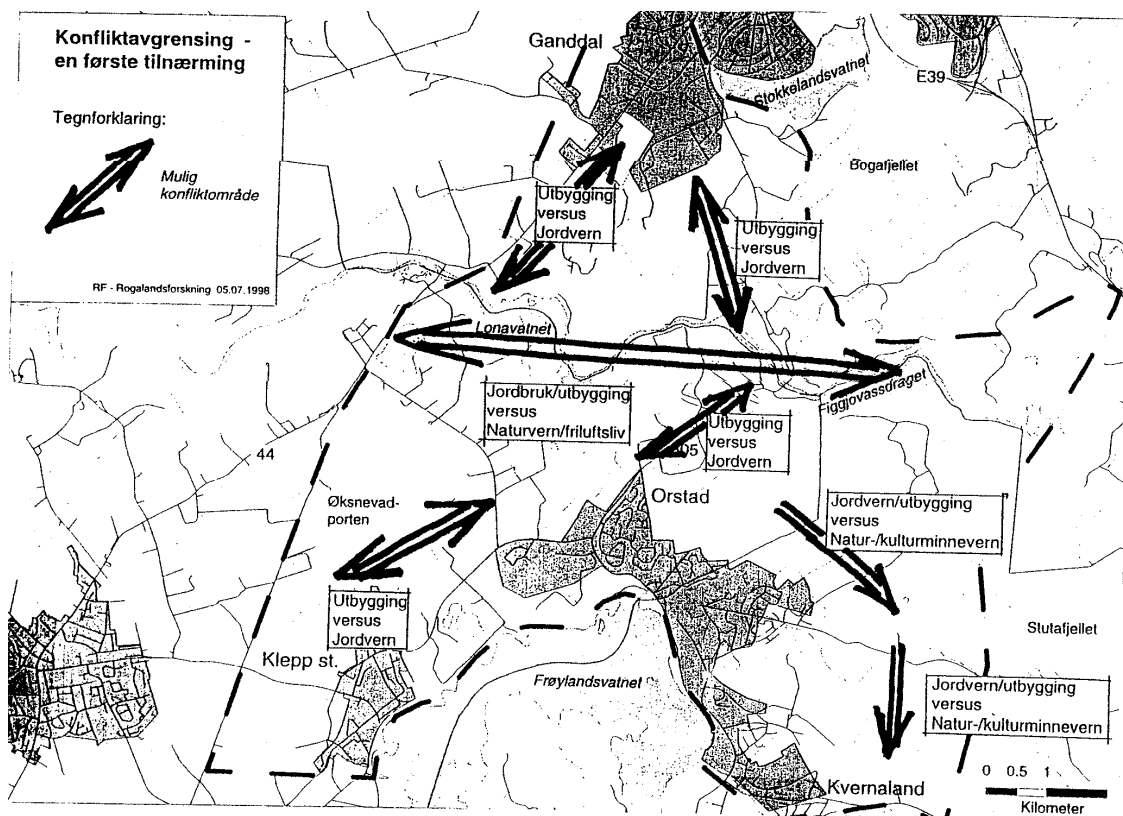 Konfliktavgrensing -
en første tilnærming
Tegnforklaring:
Mulig
konfliktområde
RF - Rogalandsforskning 05.07.1998
Ganddal
Stokkelandsvatnet
E39
Bogafjellet
Utbygging
versus
Jordvern
Utbygging
versus
Jordvern
Lonavatnet
Figgjovassdraget
Jordbruk/utbygging
versus
Naturvern/friluftsliv
Utbygging
versus
Jordvern
44
505
Orstad
Øksnevad-
porten
Jordvern/utbygging
versus
Natur-/kulturminnevern
Utbygging
versus
Jordvern
Klepp st.
Stutafjellet
Frøylandsvatnet
Jordvern/utbygging
versus
Natur-/kulturminnevern
Kvernaland
0 0.5 1
Kilometer